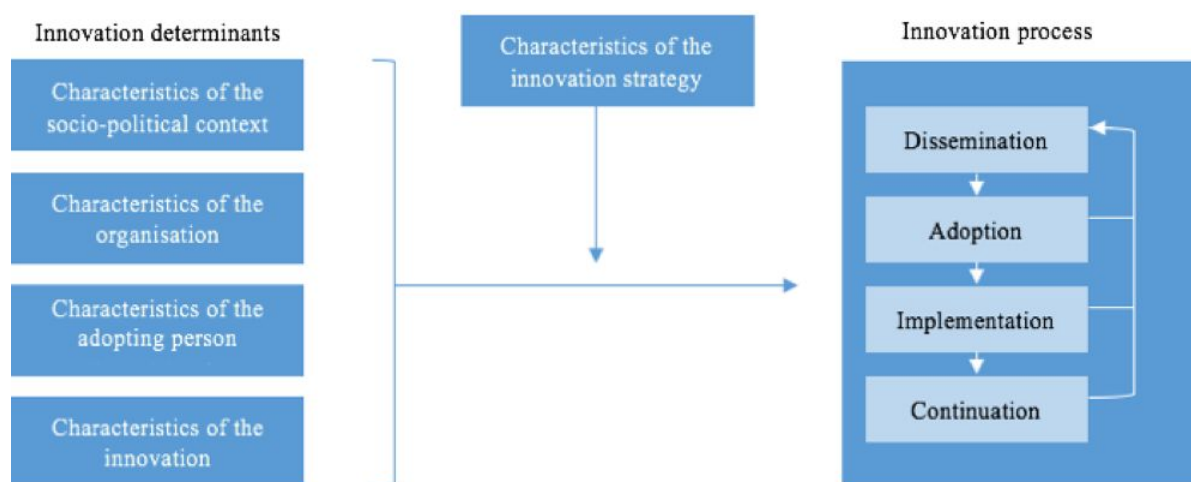 Innovation determinants
Characteristics of the
socio-political context
Characteristics of the
organisation
Characteristics of the
adopting person
Characteristics of the
innovation
Characteristics of the
innovation strategy
Innovation process
Dissemination
Adoption
Implementation
Continuation